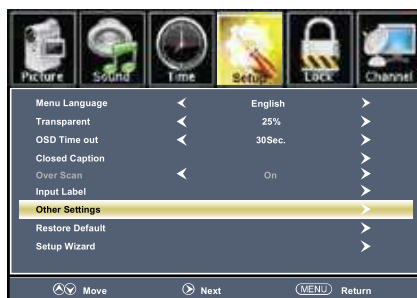 Picture Sound Time Setup Lock Channel
Menu Language English
Transparent 25%
OSD Time out 30Sec.
Closed Caption
Over Scan On
Input Label
Other Settings
Restore Default
Setup Wizard
Move Next MENU Return